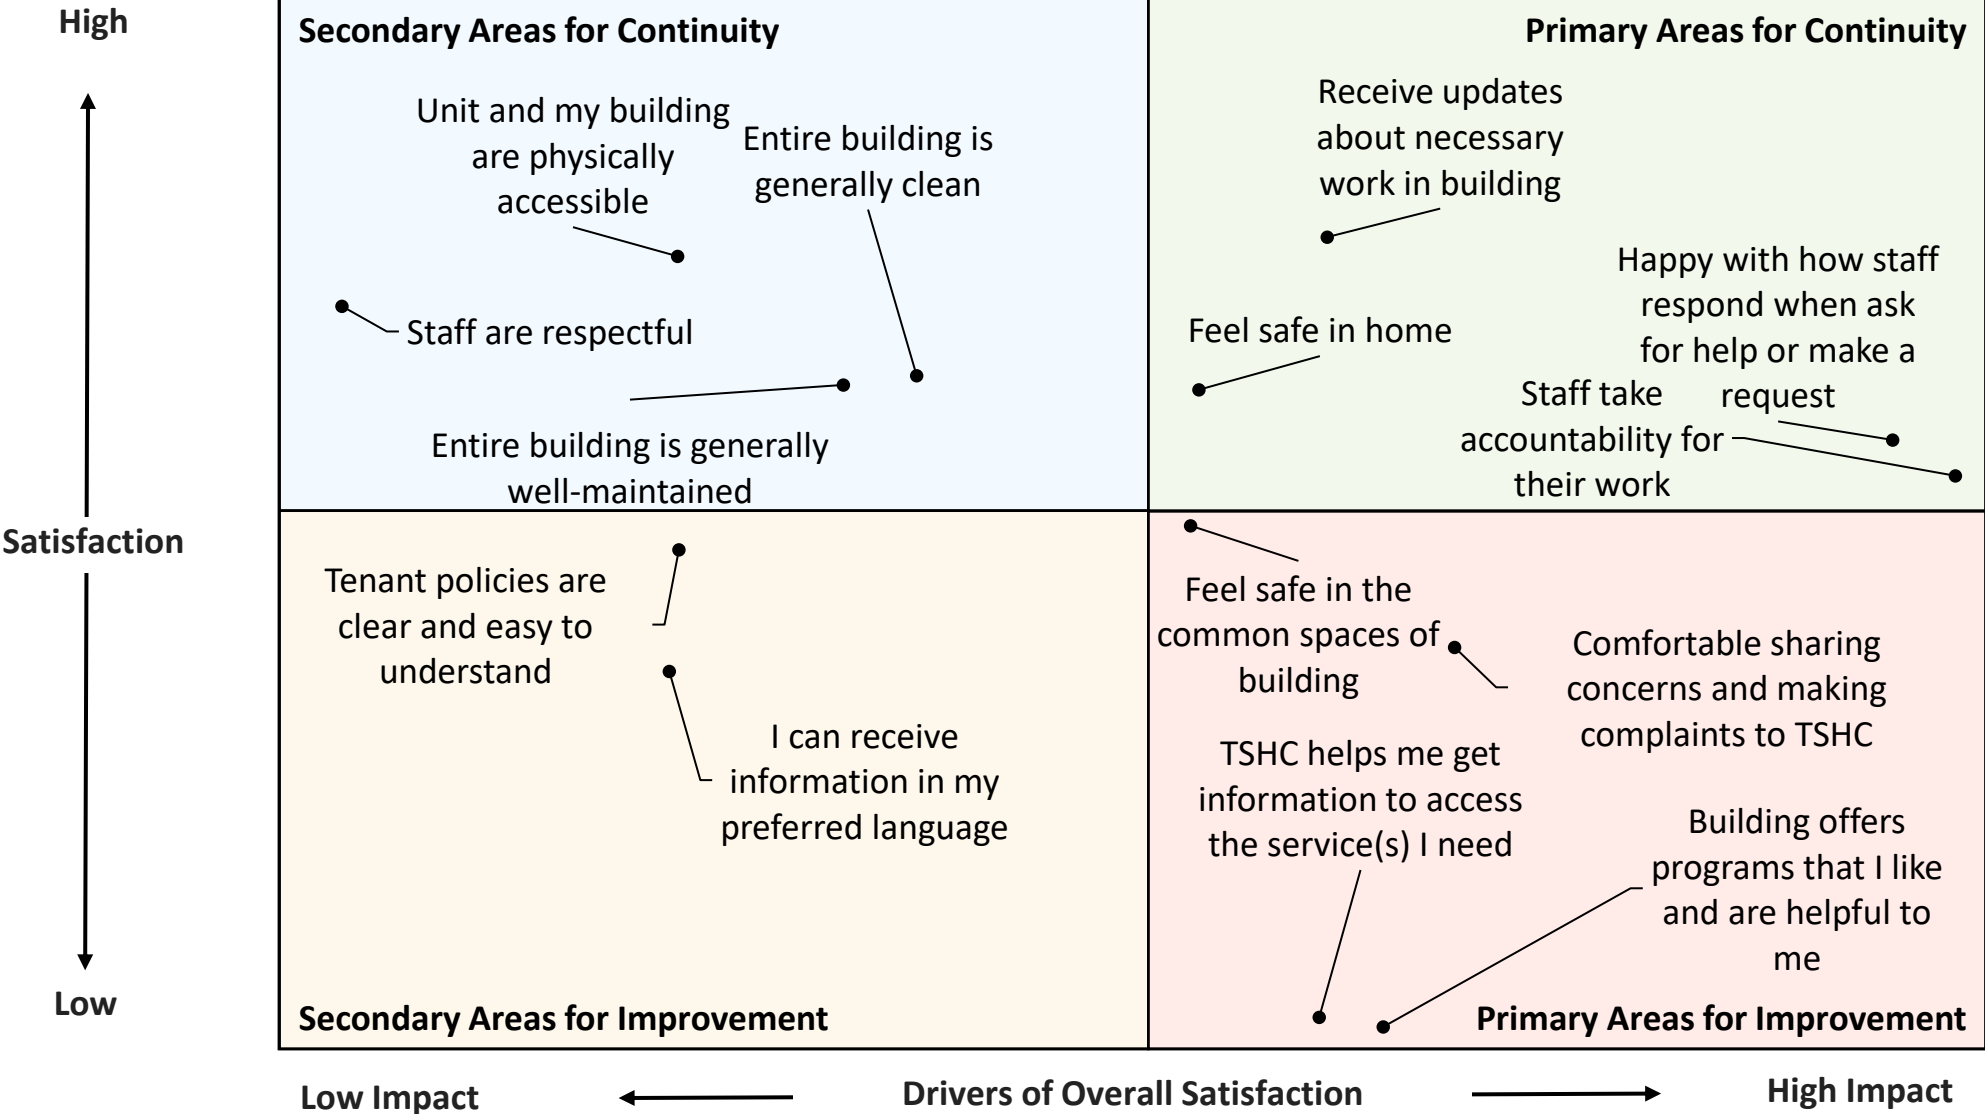 High
Satisfaction
Low
Secondary Areas for Continuity
Unit and my building
are physically
accessible
Entire building is
generally clean
Staff are respectful
Entire building is generally
well-maintained
Primary Areas for Continuity
Receive updates
about necessary
work in building
Happy with how staff
respond when ask
for help or make a
request
Feel safe in home
Staff take
accountability for
their work
Tenant policies are
clear and easy to
understand
I can receive
information in my
preferred language
Secondary Areas for Improvement
Feel safe in the
common spaces of
building
Comfortable sharing
concerns and making
complaints to TSHC
TSHC helps me get
information to access
the service(s) I need
Building offers
programs that I like
and are helpful to
me
Primary Areas for Improvement
Low Impact
Drivers of Overall Satisfaction
High Impact